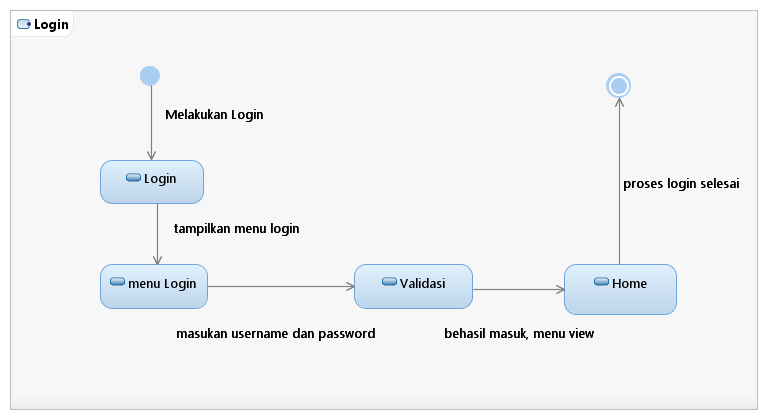 Login
Melakukan Login
Login
proses login selesai
tampilkan menu login
menu Login
Validasi
Home
masukan username dan password
behasil masuk, menu view